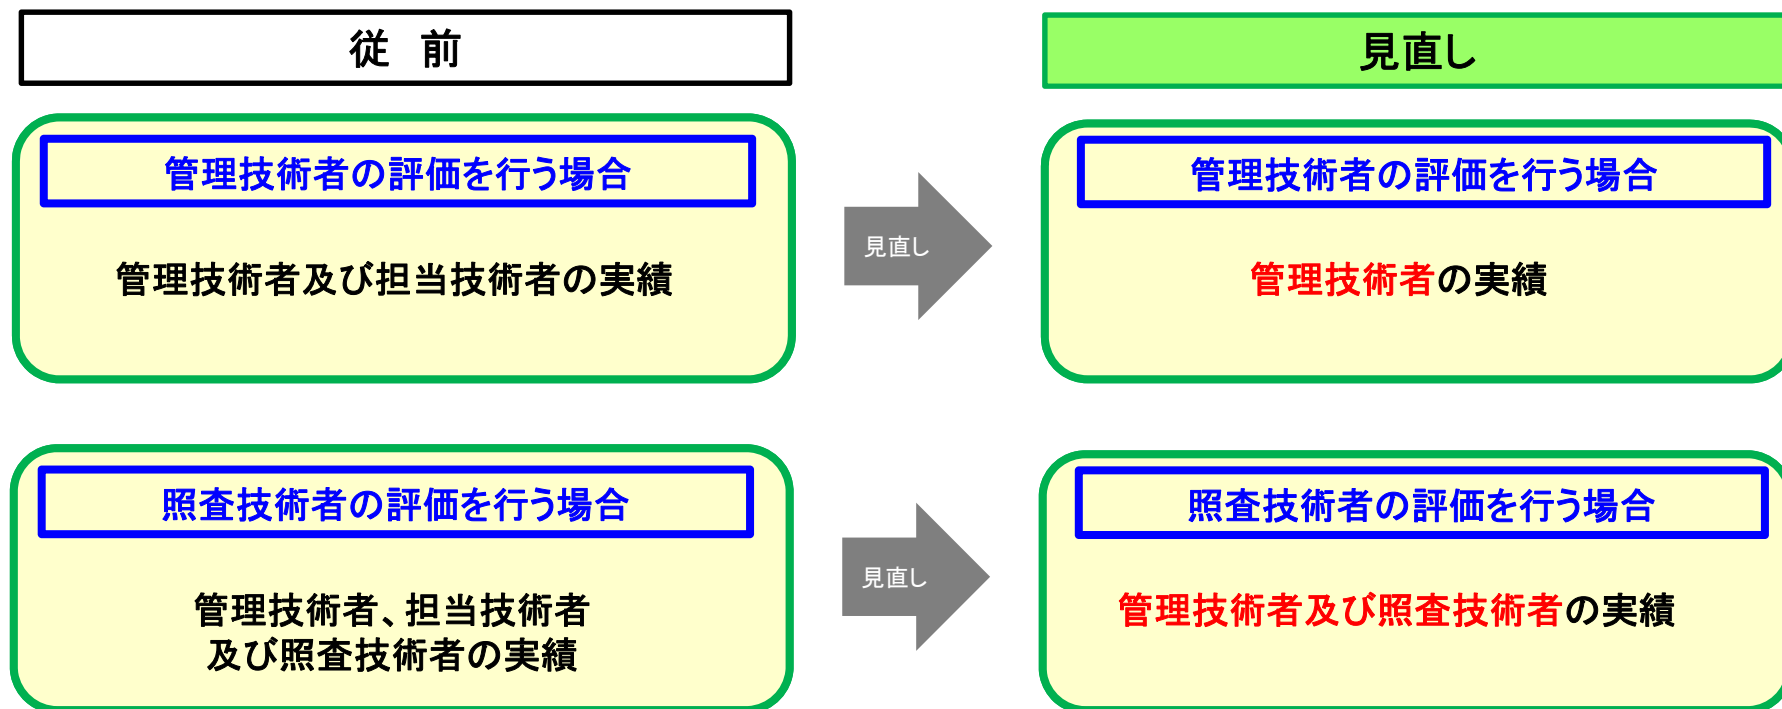 従　前
見直し
管理技術者の評価を行う場合
管理技術者及び担当技術者の実績
見直し
管理技術者の評価を行う場合
管理技術者の実績
照査技術者の評価を行う場合
管理技術者、担当技術者
及び照査技術者の実績
見直し
照査技術者の評価を行う場合
管理技術者及び照査技術者の実績